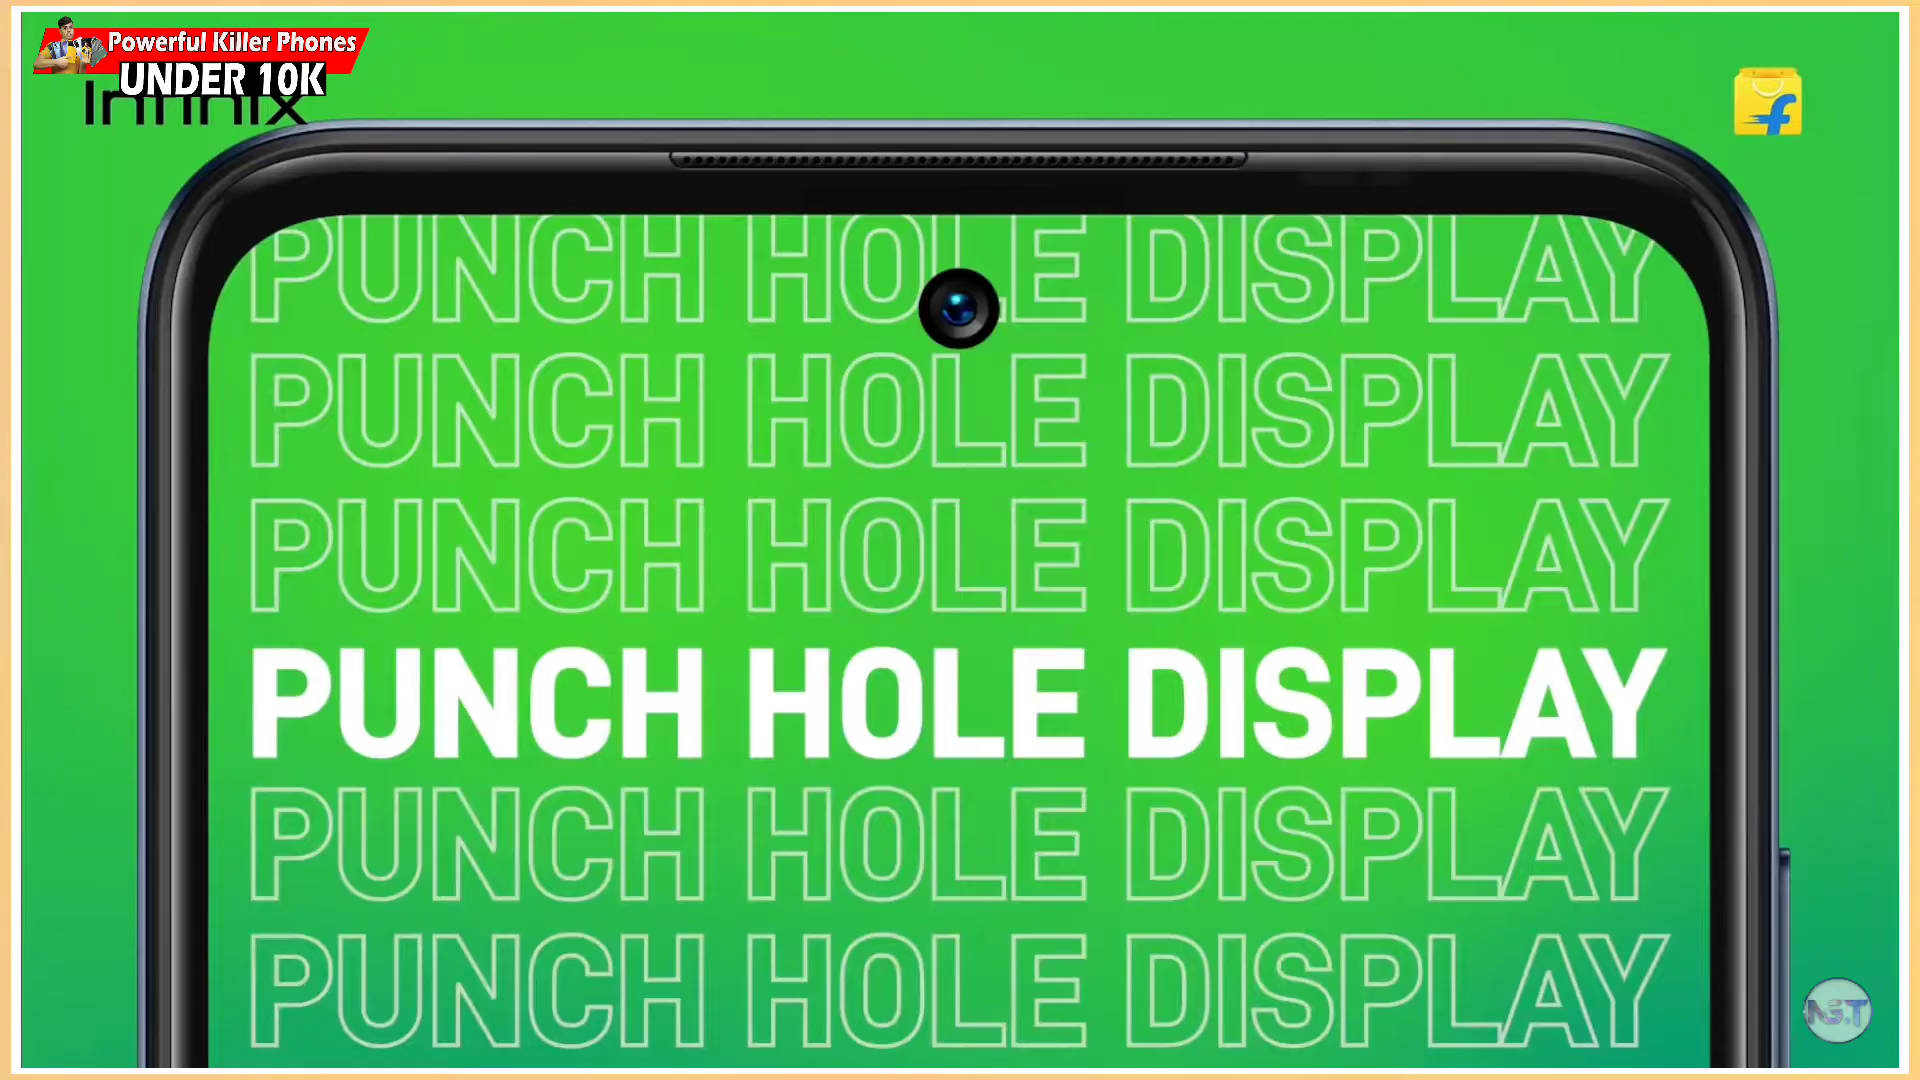 Powerful Killer Phones
UNDER 10K
Infinix
PUNCH HOLE DISPLAY
PUNCH HOLE DISPLAY
PUNCH HOLE DISPLAY
PUNCH HOLE DISPLAY
PUNCH HOLE DISPLAY
PUNCH HOLE DISPLAY
f